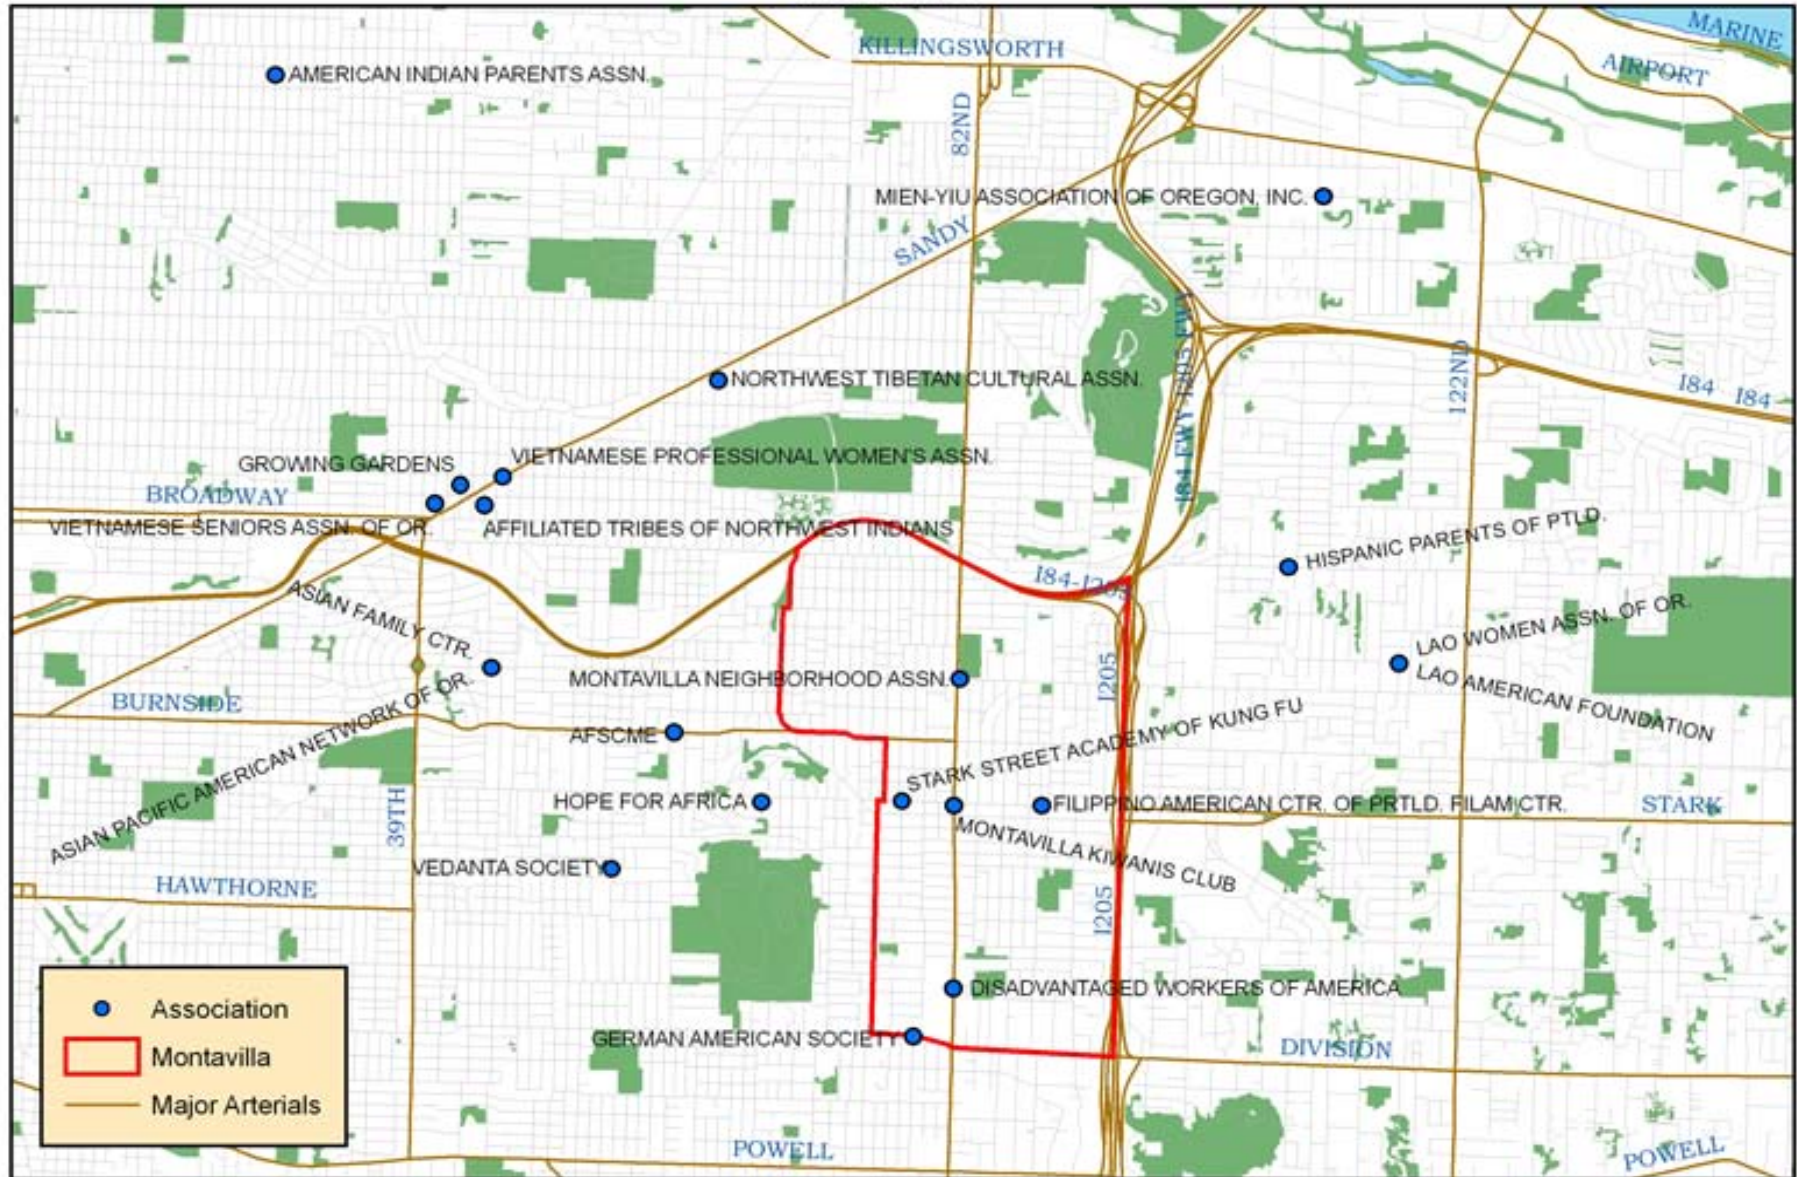 MARINE
KILLINGSWORTH
AIRPORT
AMERICAN INDIAN PARENTS ASSN.
82ND
MIEN-YIU ASSOCIATION OF OREGON, INC.
SANDY
I84 FWY-I205 FWY
122ND
NORTHWEST TIBETAN CULTURAL ASSN.
I84 I84
VIETNAMESE PROFESSIONAL WOMEN'S ASSN.
GROWING GARDENS
BROADWAY
VIETNAMESE SENIORS ASSN. OF OR.
AFFILIATED TRIBES OF NORTHWEST INDIANS
HISPANIC PARENTS OF PTLD.
I84-I205
ASIAN FAMILY CTR.
LAO WOMEN ASSN. OF OR.
LAO AMERICAN FOUNDATION
MONTAVILLA NEIGHBORHOOD ASSN.
I205
ASIAN PACIFIC AMERICAN NETWORK OF OR.
BURNSIDE
AFSCME
STARK STREET ACADEMY OF KUNG FU
HOPE FOR AFRICA
FILIPPINO AMERICAN CTR. OF PRTLD. FILAM CTR.
STARK
39TH
MONTAVILLA KIWANIS CLUB
VEDANTA SOCIETY
HAWTHORNE
I205
DISADVANTAGED WORKERS OF AMERICA
GERMAN AMERICAN SOCIETY
DIVISION
Association
Montavilla
Major Arterials
POWELL
POWELL